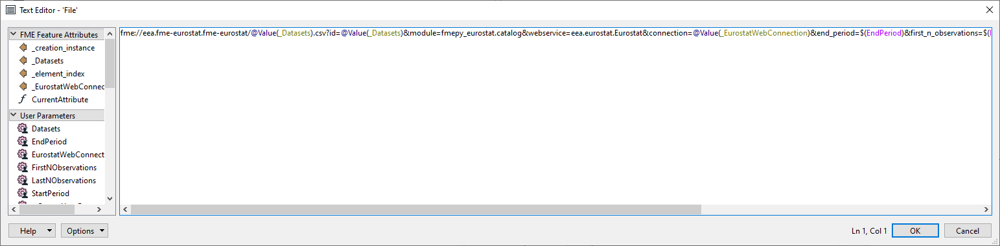 Text Editor - 'File'
FME Feature Attributes
_creation_instance
_Datasets
_element_index
_EurostatWebConnec
CurrentAttribute
User Parameters
Datasets
EndPeriod
EurostatWebConnect
FirstNObservations
LastNObservations
StartPeriod
fme://eea.fme-eurostat.fme-eurostat/@Value(_Datasets).csv?id=@Value(_Datasets)&module=fmepy_eurostat.catalog&webservice=eea.eurostat.Eurostat&connection=@Value(_EurostatWebConnection)&end_period=$(EndPeriod)&first_n_observations=$(
Help
Options
Ln 1, Col 1
OK
Cancel